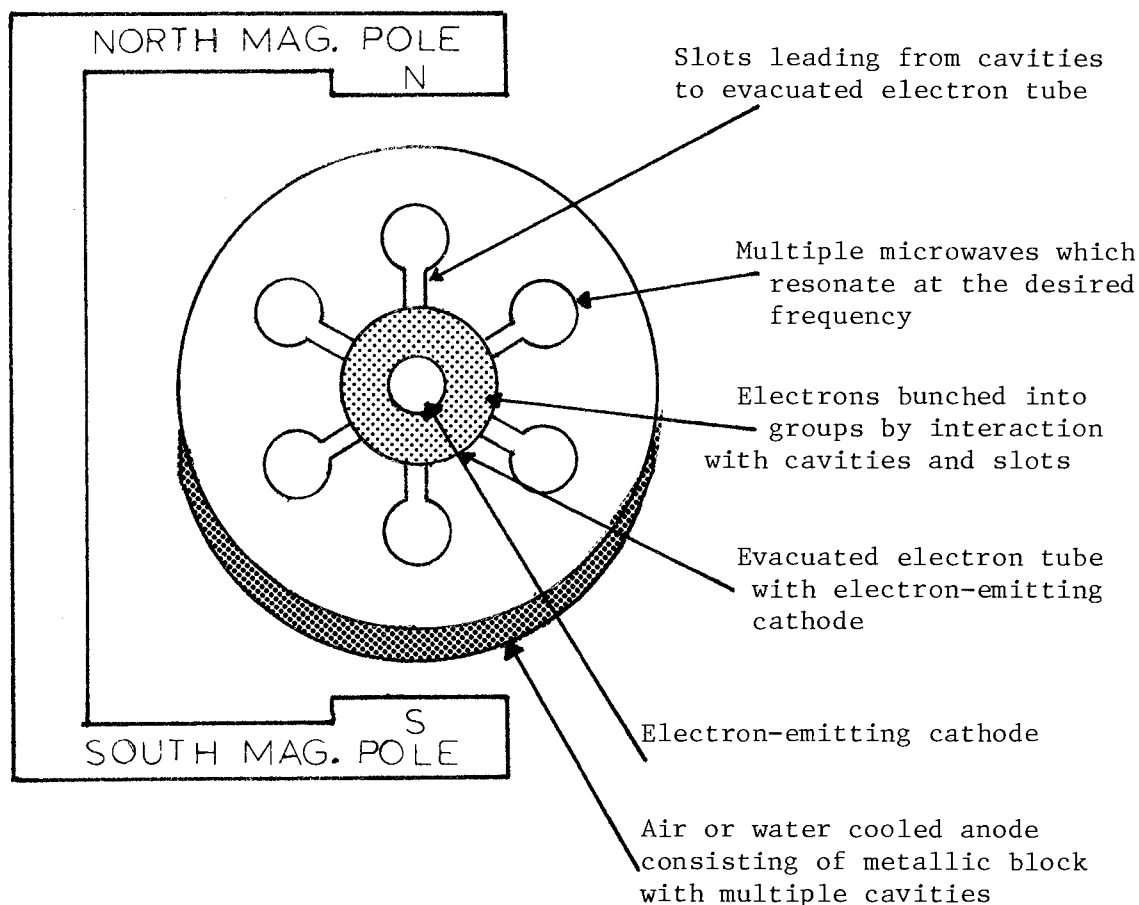 NORTH MAG. POLE
N
Slots leading from cavities
to evacuated electron tube
Multiple microwaves which
resonate at the desired
frequency
Electrons bunched into
groups by interaction
with cavities and slots
Evacuated electron tube
with electron-emitting
cathode
S
SOUTH MAG. POLE
Electron-emitting cathode
Air or water cooled anode
consisting of metallic block
with multiple cavities